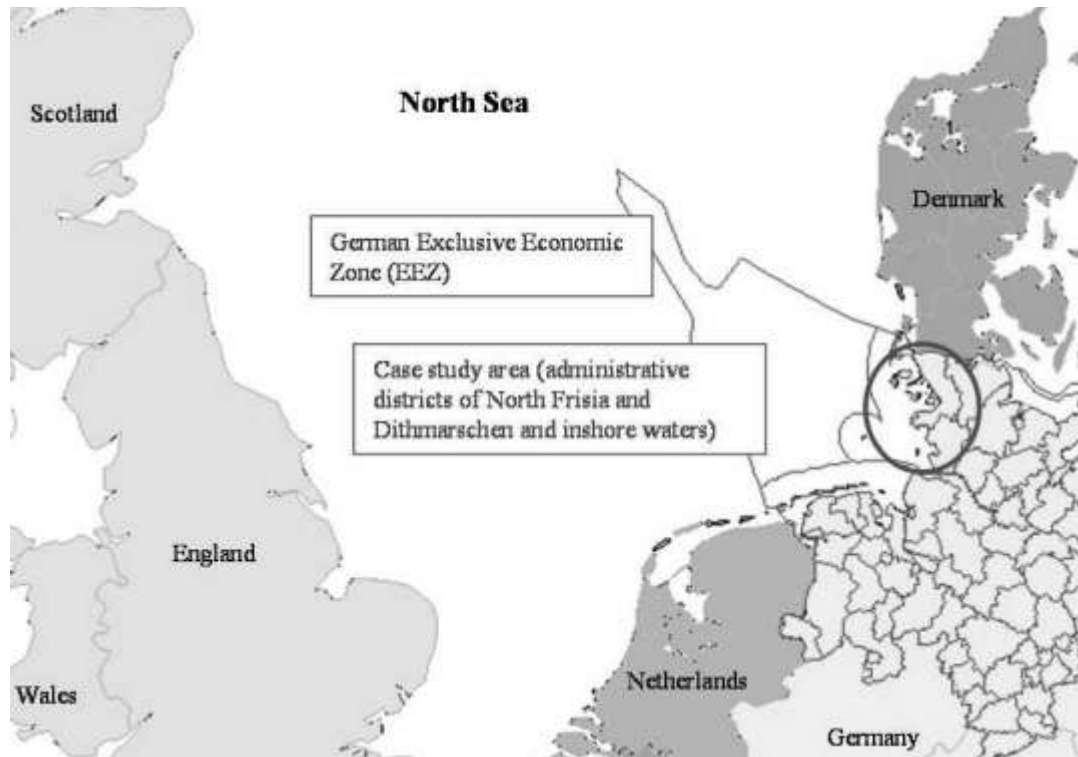 North Sea
Scotland
Denmark
German Exclusive Economic
Zone (EEZ)
Case study area (administrative
districts of North Frisia and
Dithmarschen and inshore waters)
England
Netherlands
Wales
Germany